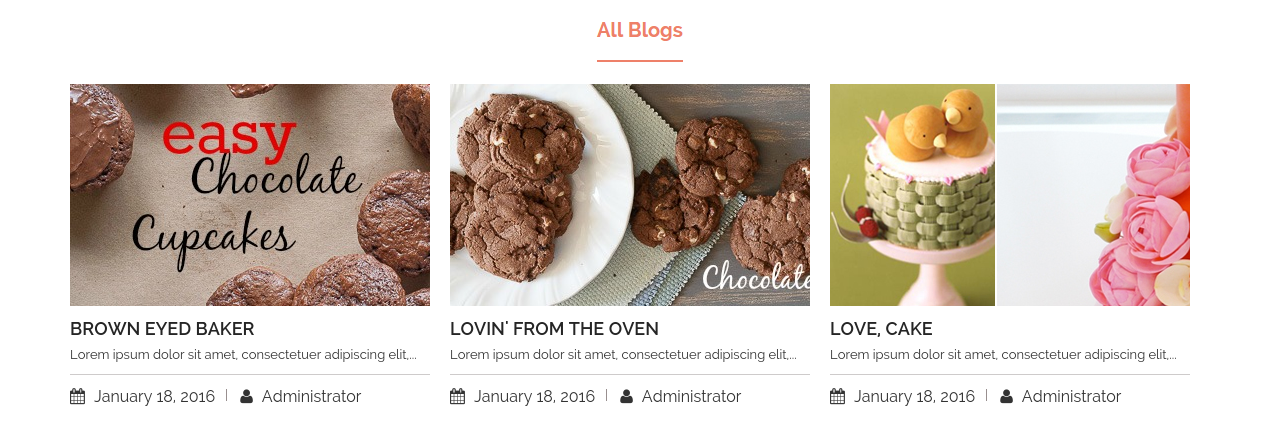 All Blogs
easy
Chocolate
Cupcakes
Chocolate
BROWN EYED BAKER
Lorem ipsum dolor sit amet, consectetuer adipiscing elit,...
January 18, 2016
Administrator
LOVIN' FROM THE OVEN
Lorem ipsum dolor sit amet, consectetuer adipiscing elit,...
January 18, 2016
Administrator
LOVE, CAKE
Lorem ipsum dolor sit amet, consectetuer adipiscing elit,...
January 18, 2016
Administrator